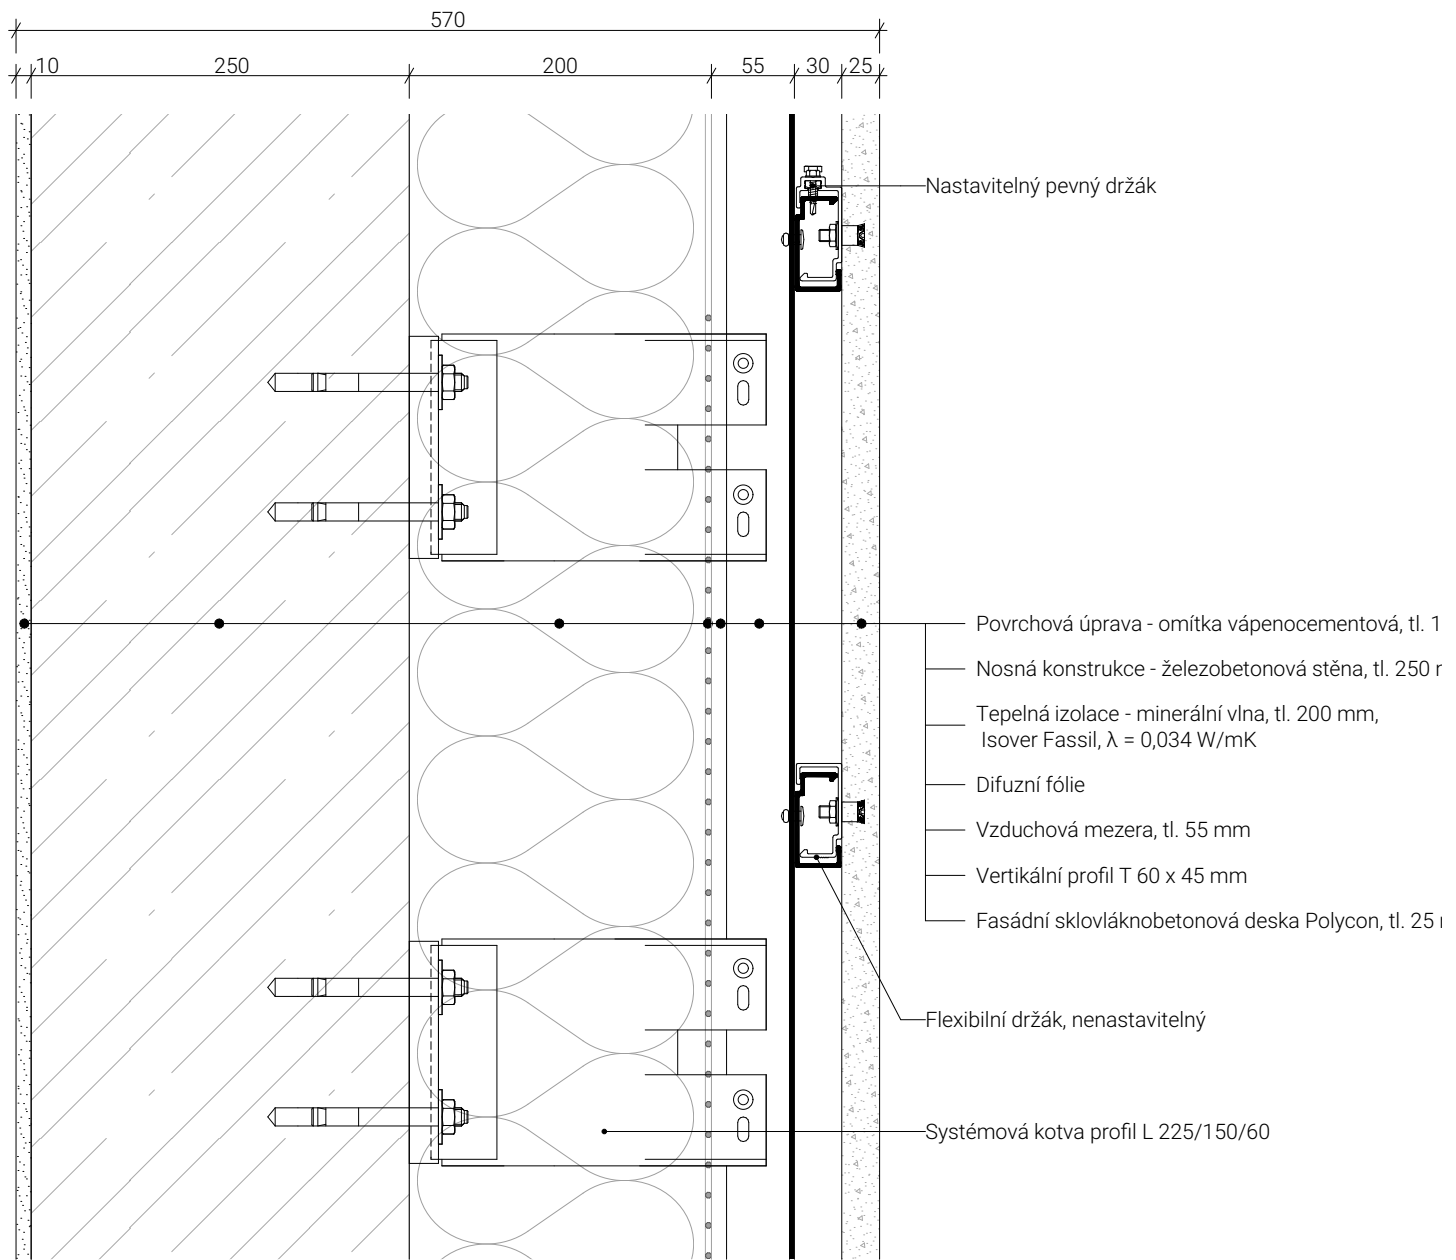 570
10 250 200 55 30 25
Nastavitelný pevný držák
Povrchová úprava - omítka vápenocementová, tl. 1
Nosná konstrukce - železobetonová stěna, tl. 250
Tepelná izolace - minerální vlna, tl. 200 mm,
Isover Fassil, λ = 0,034 W/mK
Difuzní fólie
Vzduchová mezera, tl. 55 mm
Vertikální profil T 60 x 45 mm
Fasádní sklovláknobetonová deska Polycon, tl. 25
Flexibilní držák, nenastavitelný
Systémová kotva profil L 225/150/60